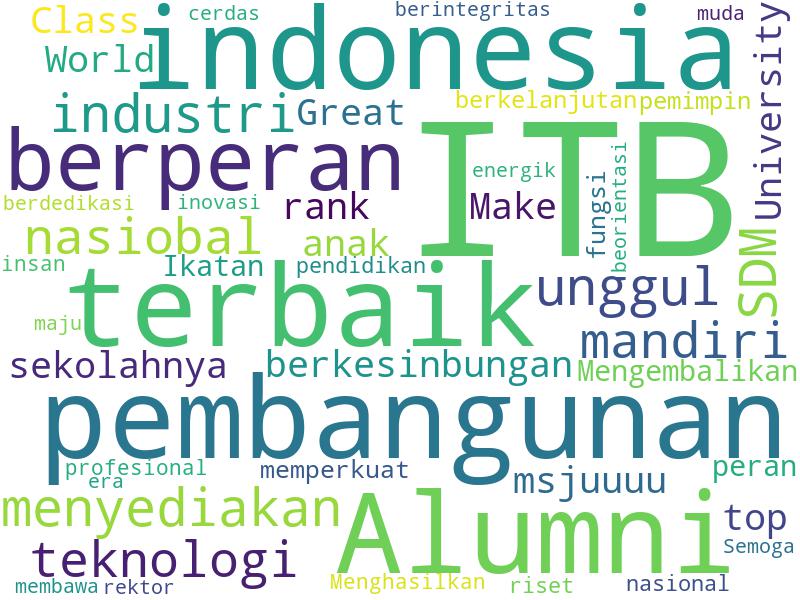 Class
cerdas
berintegritas
muda
World
indonesia
University
industri
Great
berkelanjutan
pemimpin
berperan
ITB
energik
fungsi
beorientasi
berdedikasi
inovasi
rank
Make
nasiobal
anak
SDM
insan
Ikatan
pendidikan
terbaik
unggul
maju
mandiri
sekolahnya
berkesinbungan
Mengembalikan
pembangunan
profesional
era
memperkuat
msjuuuu
peran
menyediakan
Alumni
top
Semoga
teknologi
membawa
rektor
Menghasilkan
riset
nasional